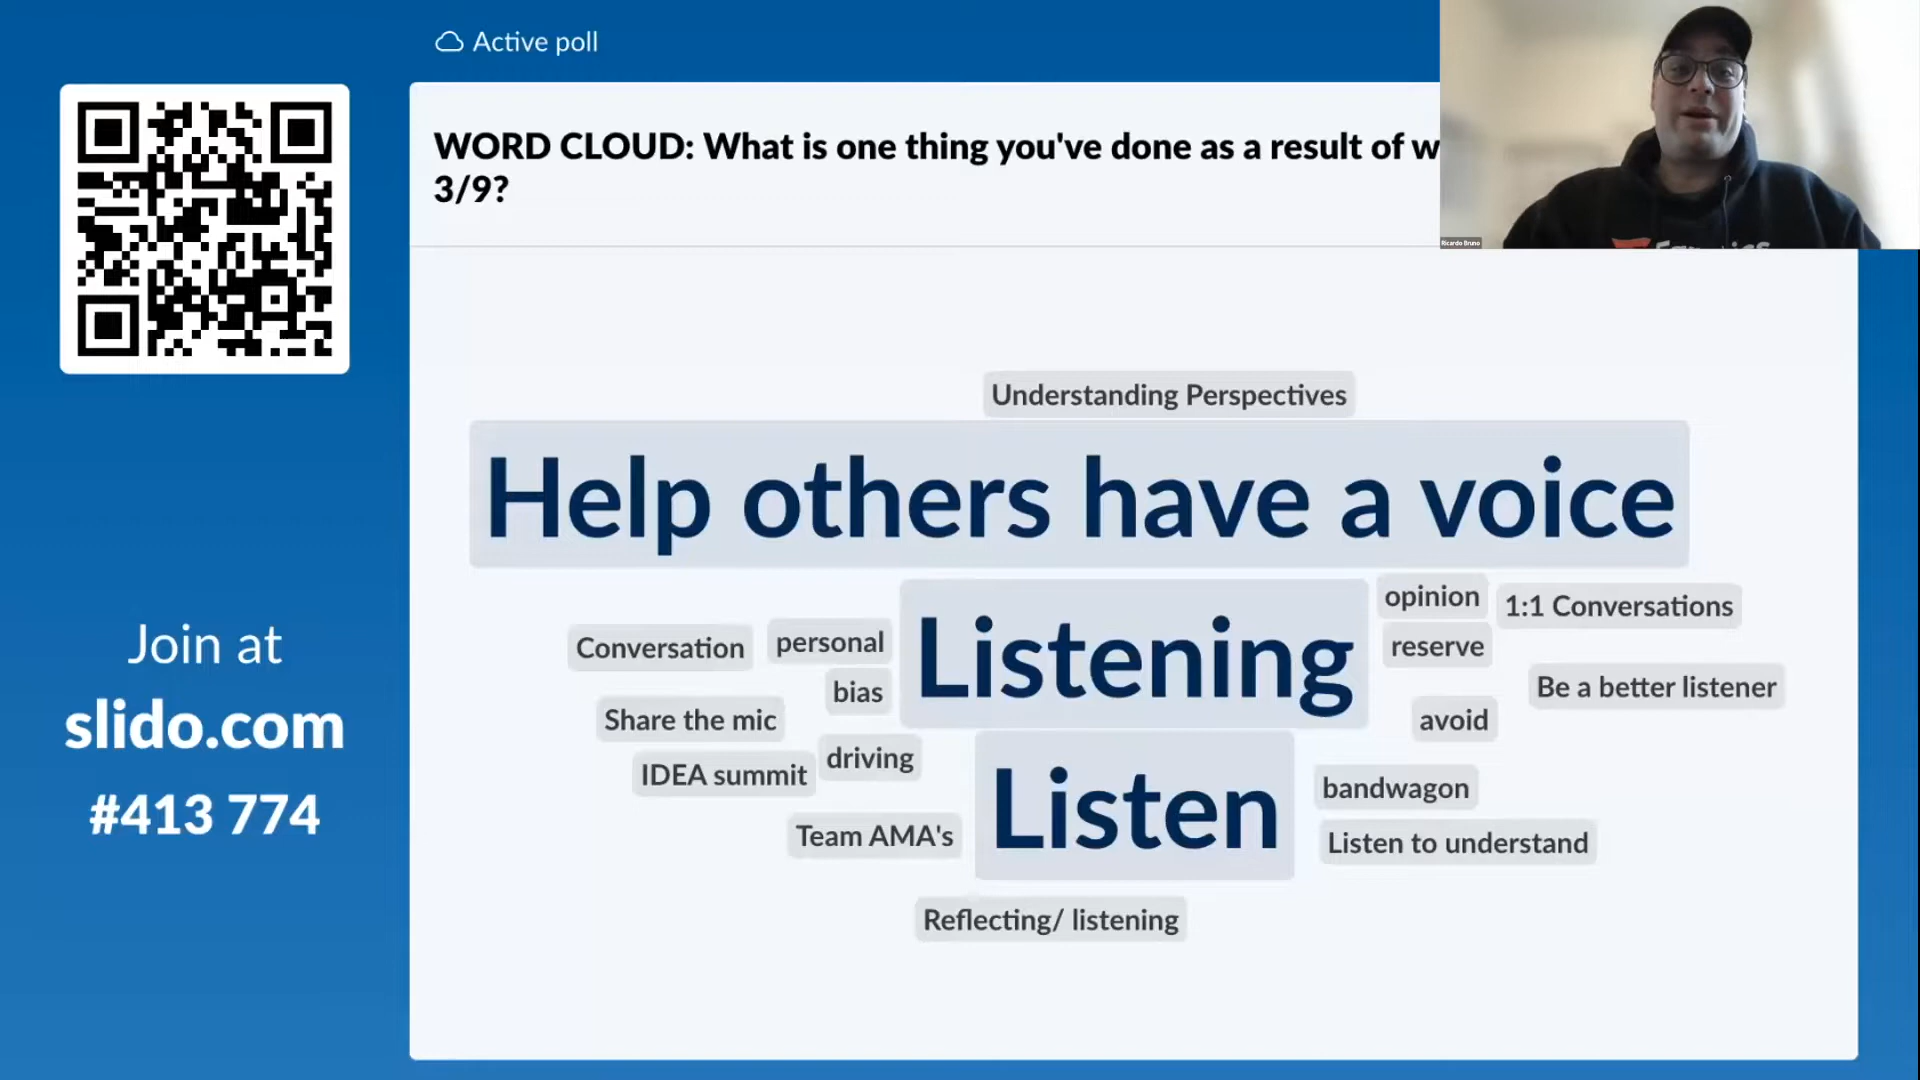 Active poll
WORD CLOUD: What is one thing you've done as a result of w
3/9?
Ricardo Bruno
Understanding Perspectives
Help others have a voice
opinion
1:1 Conversations
Conversation
personal
Listening
reserve
bias
Be a better listener
Share the mic
avoid
driving
IDEA summit
Listen
bandwagon
Team AMA's
Listen to understand
Reflecting/ listening
Join at
slido.com
#413 774